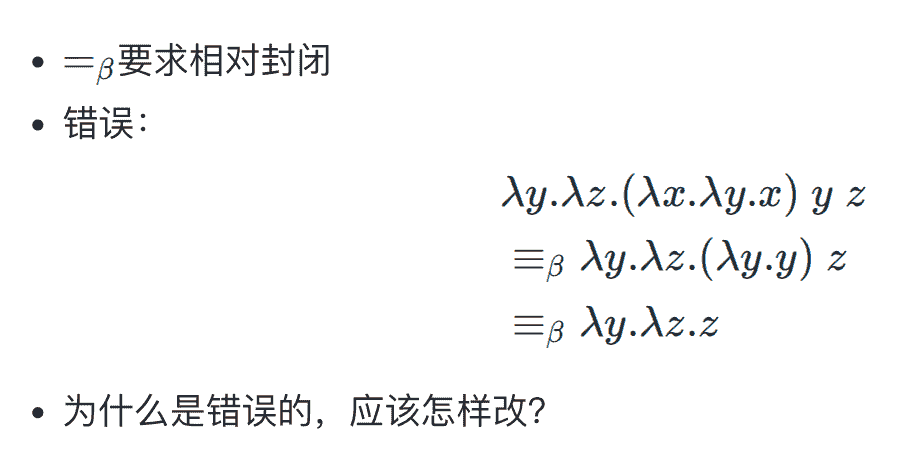 =β要求相对封闭
错误：
λy.λz.(λx.λy.x) y z
≡β λy.λz.(λy.y) z
≡β λy.λz.z
为什么是错误的，应该怎样改？